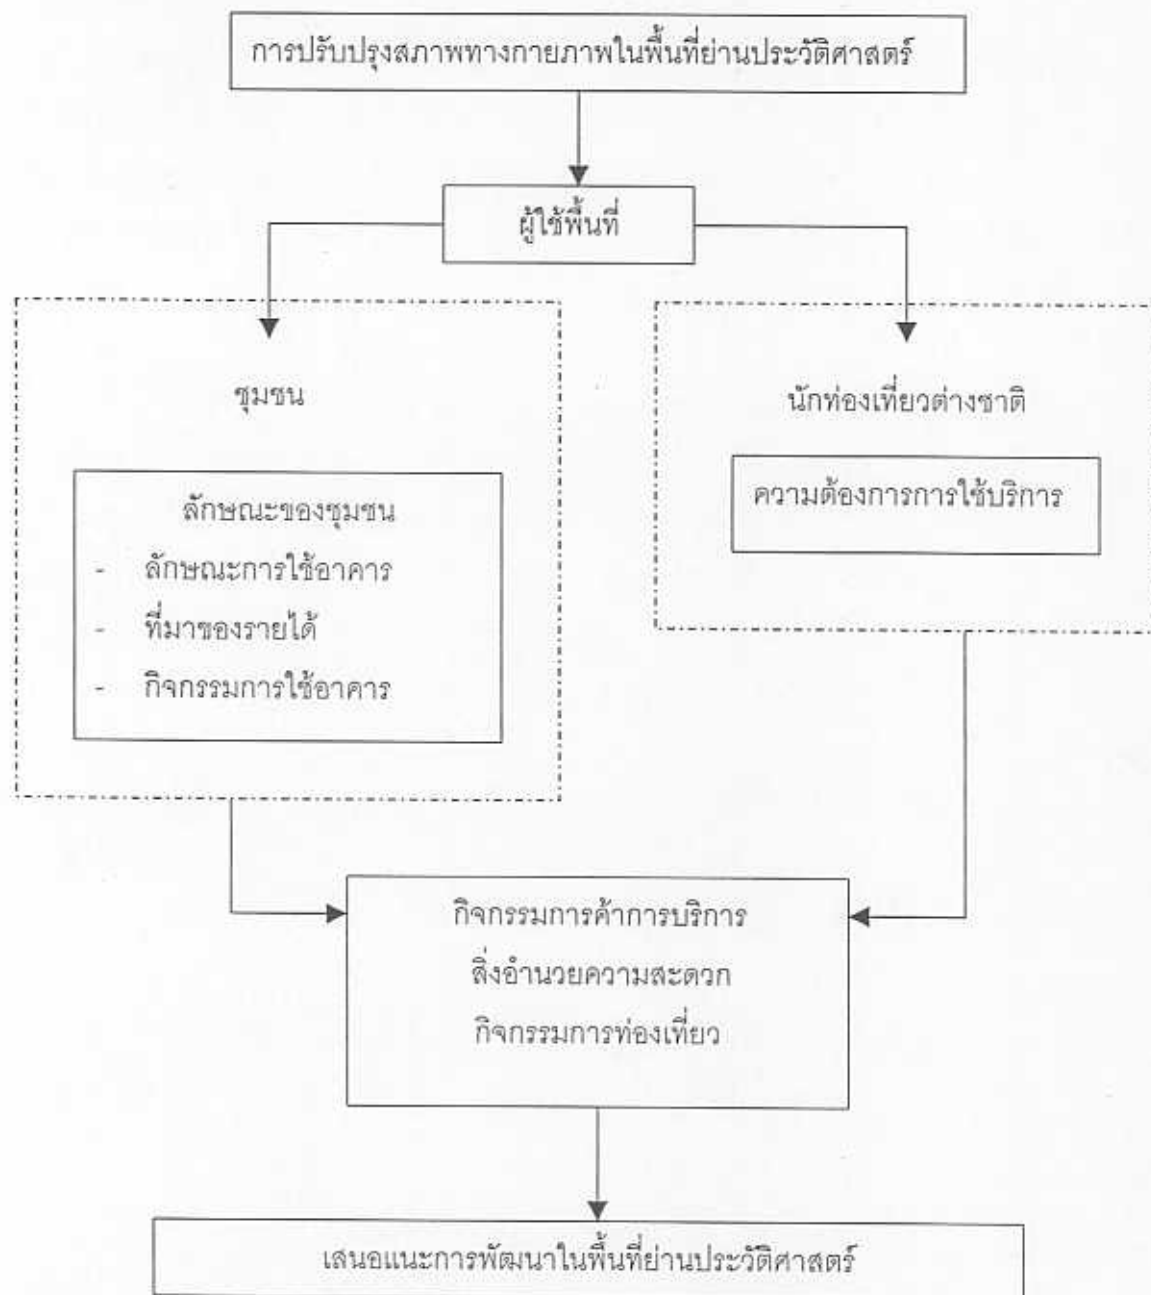 การปรับปรุงสภาพทางกายภาพในพื้นที่ย่านประวัติศาสตร์
ผู้ใช้พื้นที่
ชุมชน
ลักษณะของชุมชน
- ลักษณะการใช้อาคาร
- ที่มาของรายได้
- กิจกรรมการใช้อาคาร
นักท่องเที่ยวต่างชาติ
ความต้องการการใช้บริการ
กิจกรรมการค้าการบริการ
สิ่งอำนวยความสะดวก
กิจกรรมการท่องเที่ยว
เสนอแนะการพัฒนาในพื้นที่ย่านประวัติศาสตร์